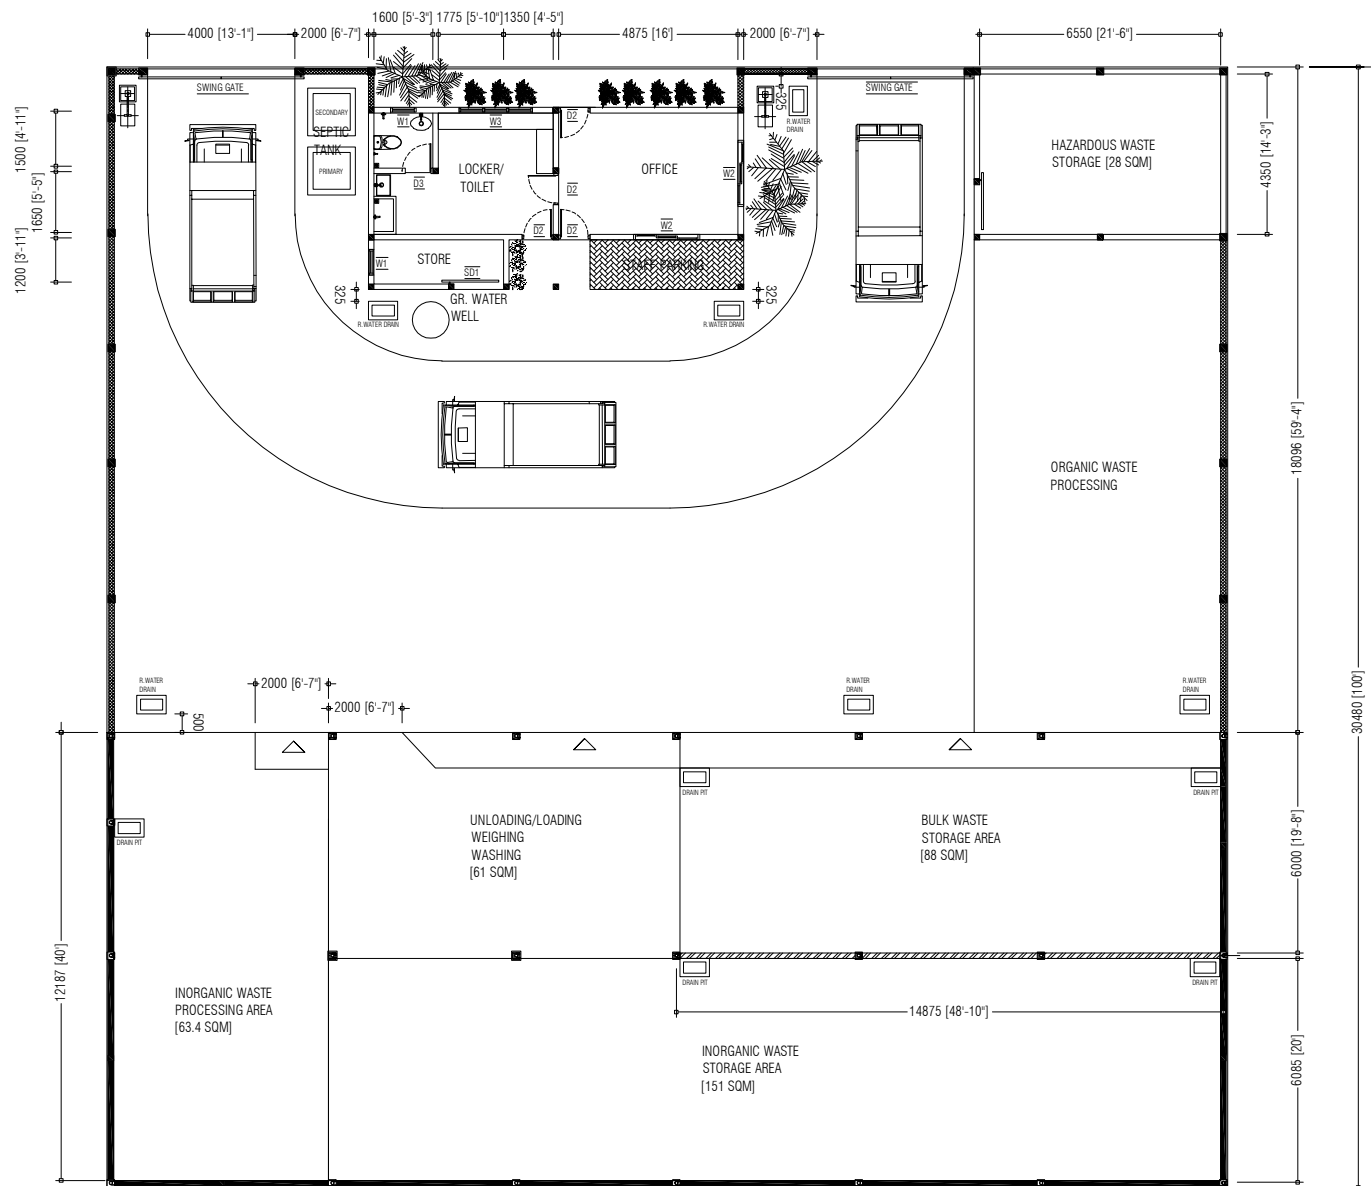 1600 [5'-3"]
1775 [5'-10"]
1350 [4'-5"]
4000 [13'-1"]
2000 [6'-7"]
4875 [16']
2000 [6'-7"]
6550 [21'-6"]
SWING GATE
SWING GATE
SECONDARY
SEPTIC
TANK
PRIMARY
W1
W3
D2
325
R.WATER
DRAIN
1500 [4'-11"]
1650 [5'-5"]
1200 [3'-11"]
LOCKER/
TOILET
D3
D2
OFFICE
W2
W2
D2
D2
HAZARDOUS WASTE
STORAGE [28 SQM]
4350 [14'-3"]
STORE
W1
SD1
STAFF PARKING
325
GR. WATER
WELL
R.WATER DRAIN
R.WATER DRAIN
325
18096 [59'-4"]
30480 [100']
ORGANIC WASTE
PROCESSING
R.WATER
DRAIN
2000 [6'-7"]
2000 [6'-7"]
500
R.WATER
DRAIN
R.WATER
DRAIN
DRAIN PIT
DRAIN PIT
DRAIN PIT
UNLOADING/LOADING
WEIGHING
WASHING
[61 SQM]
BULK WASTE
STORAGE AREA
[88 SQM]
6000 [19'-8"]
12187 [40']
DRAIN PIT
DRAIN PIT
INORGANIC WASTE
PROCESSING AREA
[63.4 SQM]
14875 [48'-10"]
INORGANIC WASTE
STORAGE AREA
[151 SQM]
6085 [20']